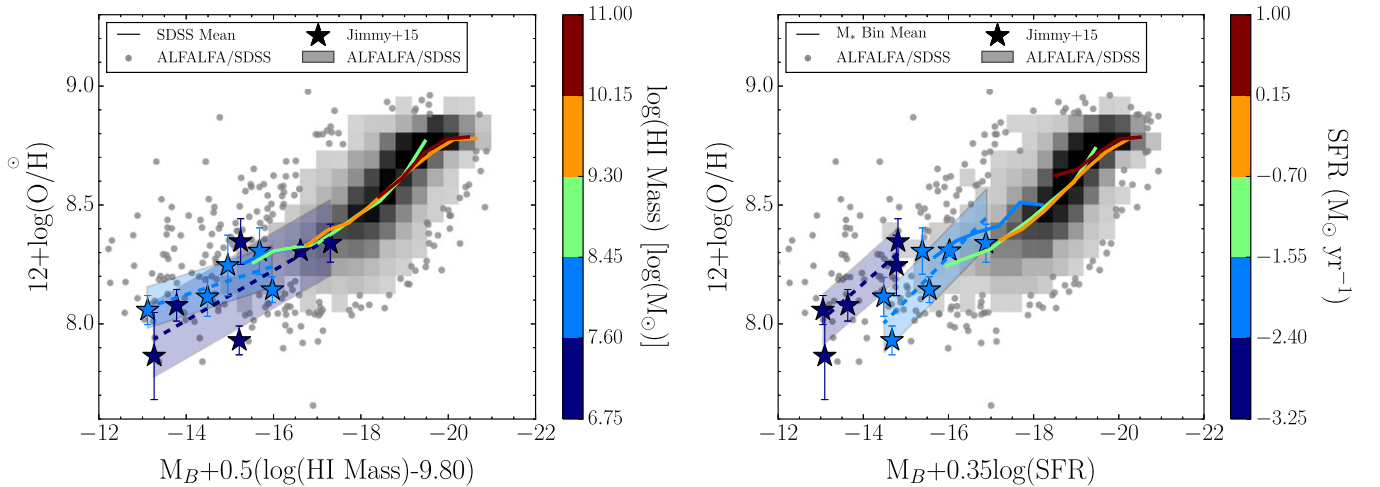 SDSS Mean
Jimmy+15
ALFALFA/SDSS
ALFALFA/SDSS
9.0
8.5
8.0
12+log(O/H)
⊙
−12 −14 −16 −18 −20 −22
M_B+0.5(log(HI Mass)-9.80)
11.00
10.15
9.30
8.45
7.60
6.75
log(HI Mass) [log(M⊙)]
M_* Bin Mean
Jimmy+15
ALFALFA/SDSS
ALFALFA/SDSS
9.0
8.5
8.0
12+log(O/H)
−12 −14 −16 −18 −20 −22
M_B+0.35log(SFR)
1.00
0.15
−0.70
−1.55
−2.40
−3.25
SFR (M⊙ yr⁻¹)